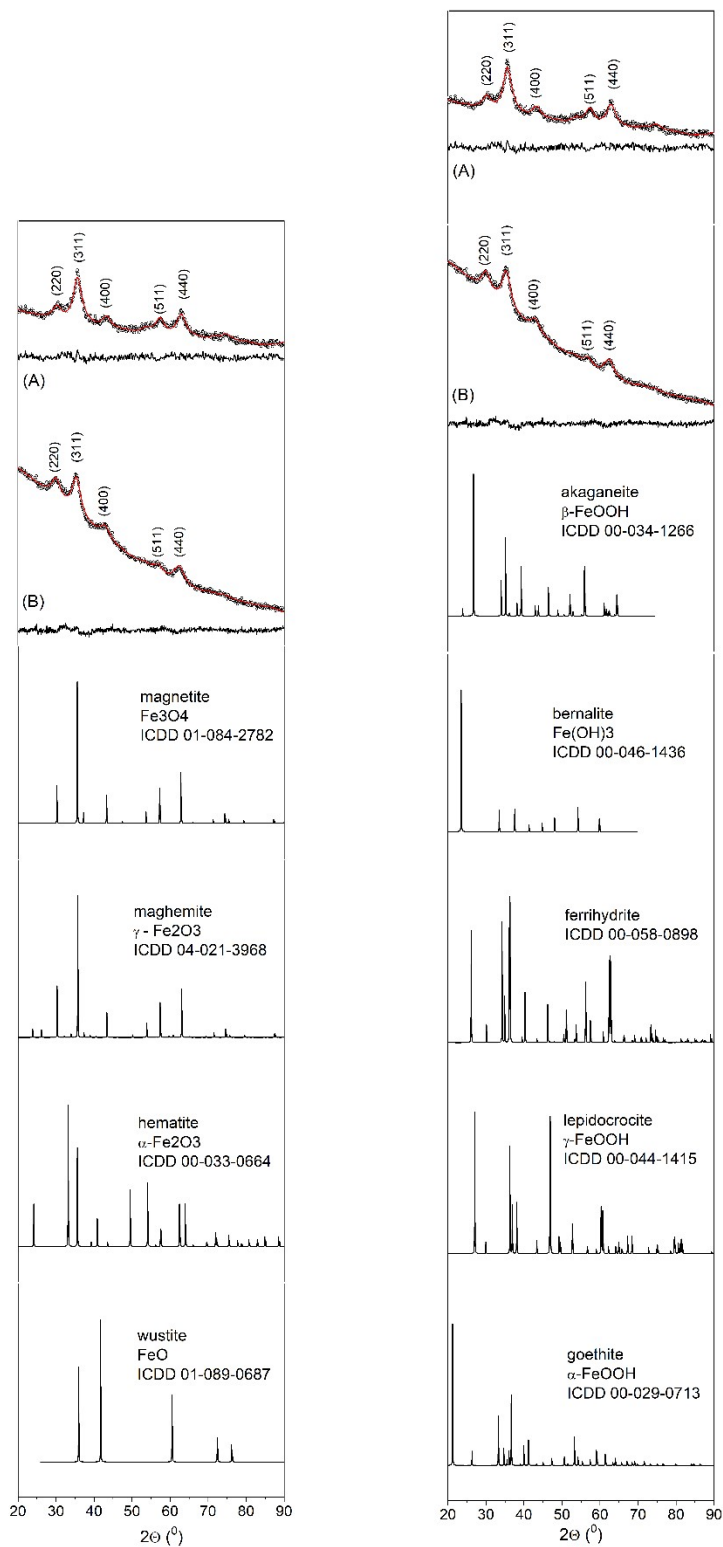 (220)
(311)
(400)
(511)
(440)
(A)
(220)
(311)
(400)
(511)
(440)
(B)
magnetite
Fe3O4
ICDD 01-084-2782
maghemite
γ - Fe2O3
ICDD 04-021-3968
hematite
α-Fe2O3
ICDD 00-033-0664
wustite
FeO
ICDD 01-089-0687
20 30 40 50 60 70 80 90
2Θ (⁰)
(220)
(311)
(400)
(511)
(440)
(A)
(220)
(311)
(400)
(511)
(440)
(B)
akaganeite
β-FeOOH
ICDD 00-034-1266
bernalite
Fe(OH)3
ICDD 00-046-1436
ferrihydrite
ICDD 00-058-0898
lepidocrocite
γ-FeOOH
ICDD 00-044-1415
goethite
α-FeOOH
ICDD 00-029-0713
20 30 40 50 60 70 80 90
2Θ (⁰)